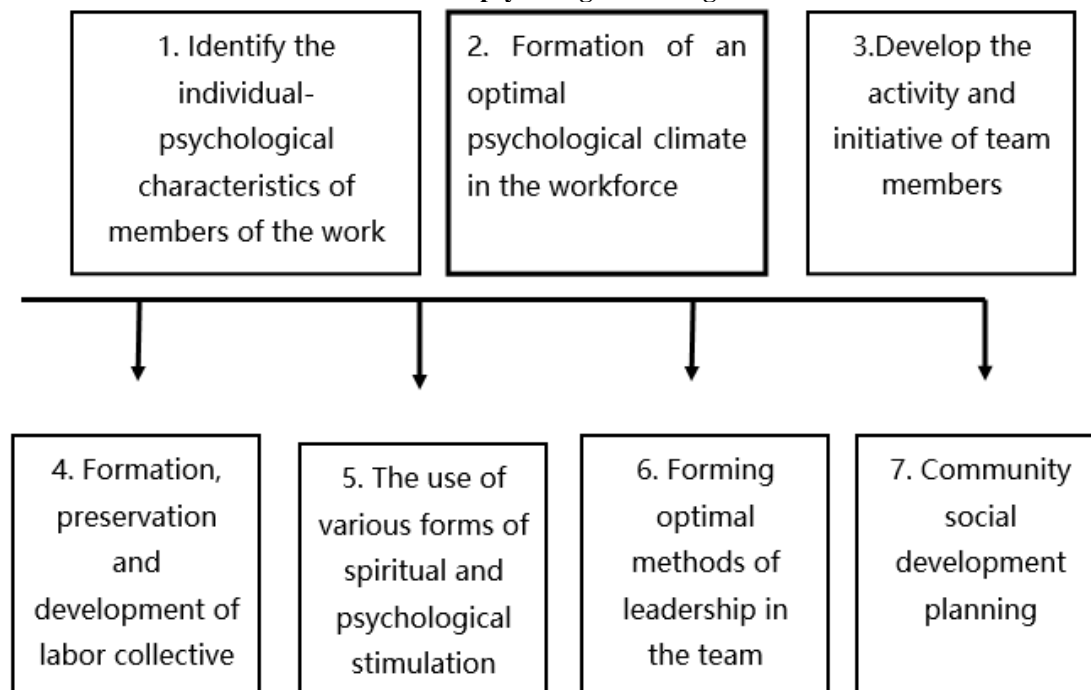 1. Identify the
individual-
psychological
characteristics of
members of the work
2. Formation of an
optimal
psychological climate
in the workforce
3.Develop the
activity and
initiative of team
members
4. Formation,
preservation
and
development of
labor collective
5. The use of
various forms of
spiritual and
psychological
stimulation
6. Forming
optimal
methods of
leadership in
the team
7. Community
social
development
planning